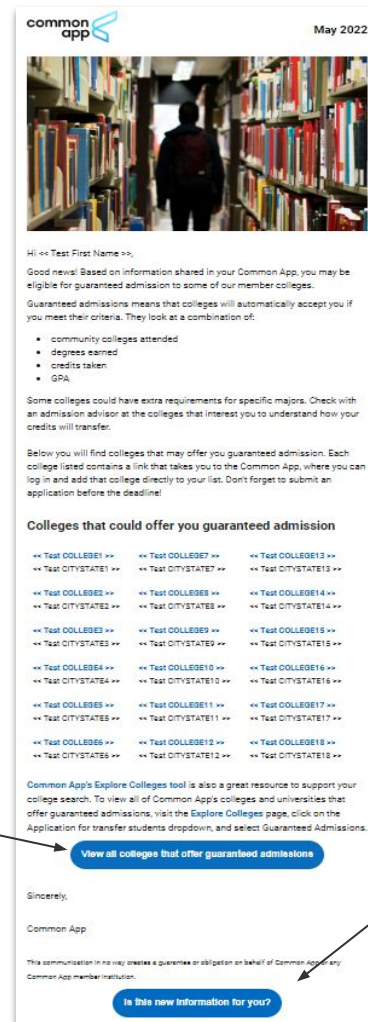 common
app
May 2022
Hi << Test First Name >>,
Good news! Based on information shared in your Common App, you may be
eligible for guaranteed admission to some of our member colleges.
Guaranteed admissions means that colleges will automatically accept you if
you meet their criteria. They look at a combination of:
• community colleges attended
• degrees earned
• credits taken
• GPA
Some colleges could have extra requirements for specific majors. Check with
an admission advisor at the colleges that interest you to understand how your
credits will transfer.
Below you will find colleges that may offer you guaranteed admission. Each
college listed contains a link that takes you to the Common App, where you can
log in and add that college directly to your list. Don't forget to submit an
application before the deadline!
Colleges that could offer you guaranteed admission
<< Test COLLEGE1 >> << Test COLLEGE7 >> << Test COLLEGE13 >>
<< Test CITYSTATE1 >> << Test CITYSTATE7 >> << Test CITYSTATE13 >>
<< Test COLLEGE2 >> << Test COLLEGE8 >> << Test COLLEGE14 >>
<< Test CITYSTATE2 >> << Test CITYSTATE8 >> << Test CITYSTATE14 >>
<< Test COLLEGE3 >> << Test COLLEGE9 >> << Test COLLEGE15 >>
<< Test CITYSTATE3 >> << Test CITYSTATE9 >> << Test CITYSTATE15 >>
<< Test COLLEGE4 >> << Test COLLEGE10 >> << Test COLLEGE16 >>
<< Test CITYSTATE4 >> << Test CITYSTATE10 >> << Test CITYSTATE16 >>
<< Test COLLEGE5 >> << Test COLLEGE11 >> << Test COLLEGE17 >>
<< Test CITYSTATE5 >> << Test CITYSTATE11 >> << Test CITYSTATE17 >>
<< Test COLLEGE6 >> << Test COLLEGE12 >> << Test COLLEGE18 >>
<< Test CITYSTATE6 >> << Test CITYSTATE12 >> << Test CITYSTATE18 >>
Common App's Explore Colleges tool is also a great resource to support your
college search. To view all of Common App's colleges and universities that
offer guaranteed admissions, visit the Explore Colleges page, click on the
Application for transfer students dropdown, and select Guaranteed Admissions.
View all colleges that offer guaranteed admissions
Sincerely,
Common App
This communication in no way creates a guarantee or obligation on behalf of Common App or any
Common App member institution.
Is this new information for you?